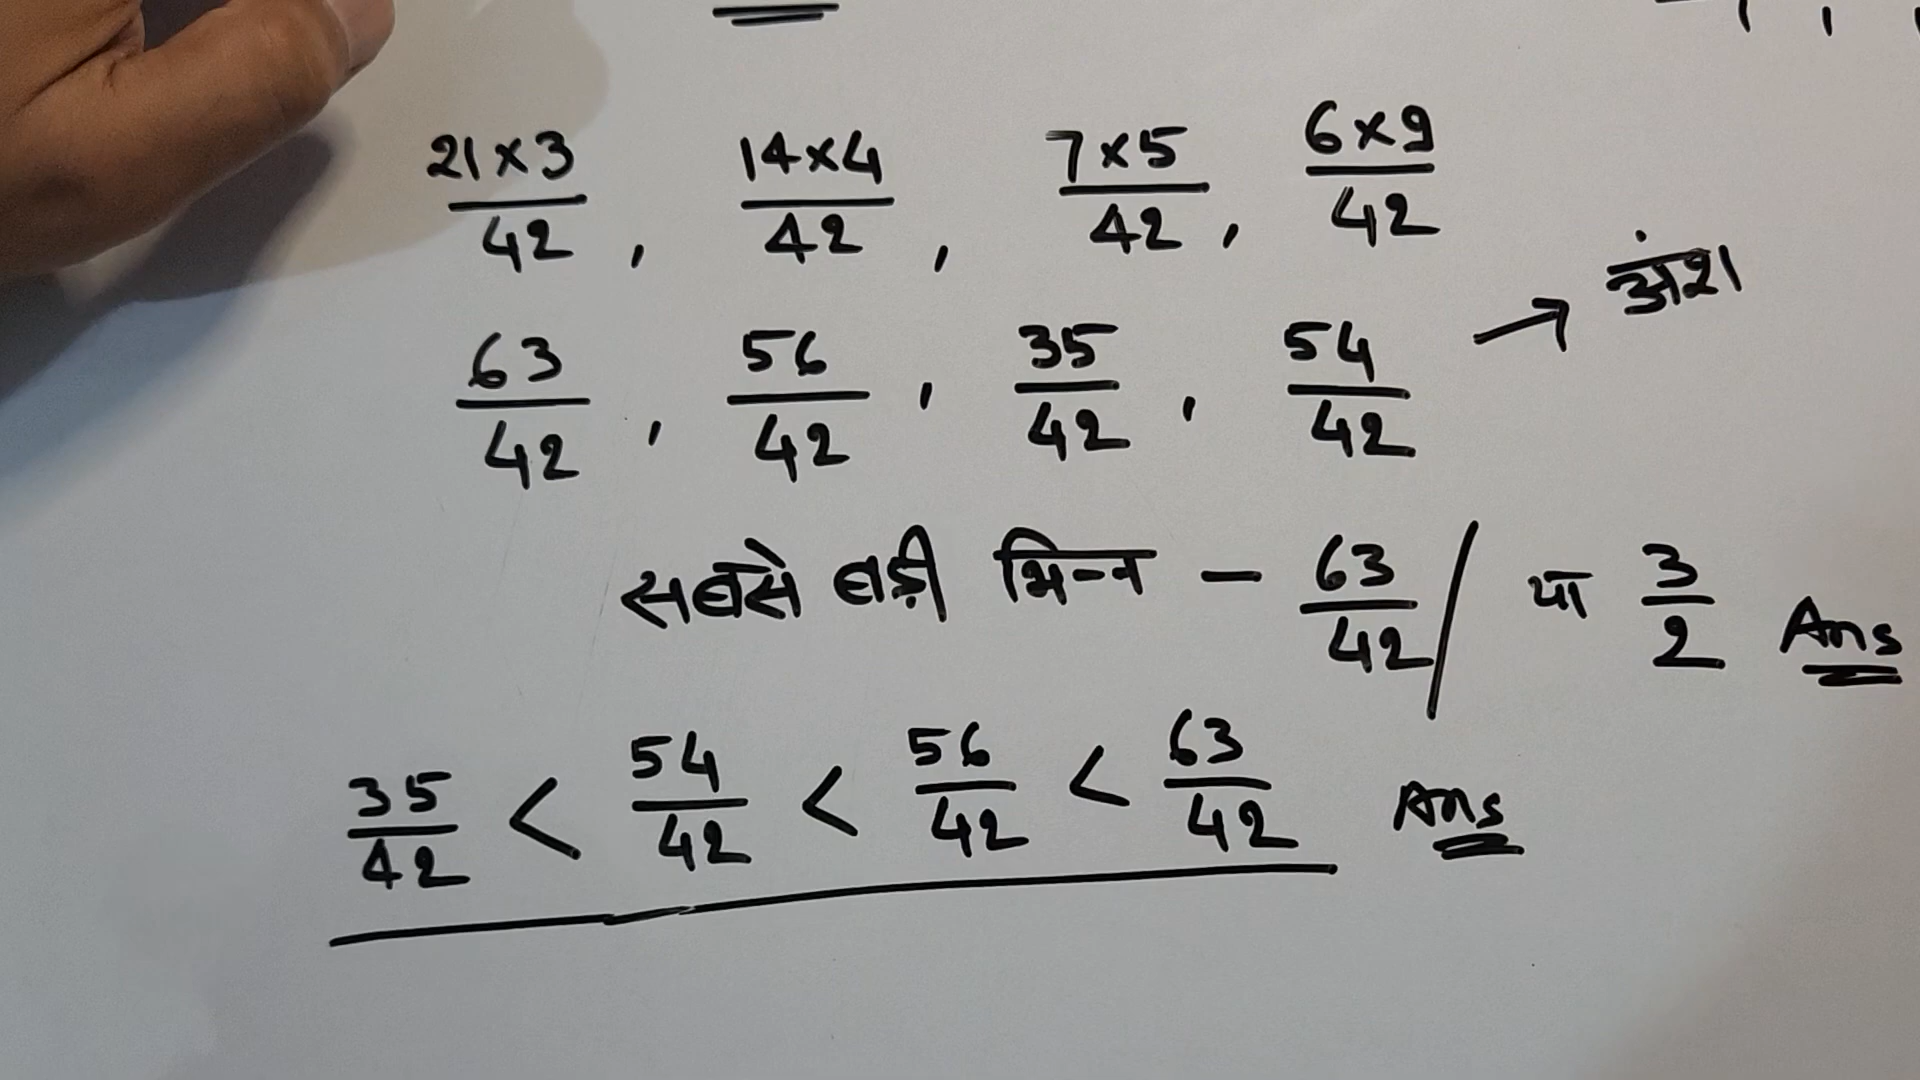 21×3/42 , 14×4/42 , 7×5/42 , 6×9/42
63/42 , 56/42 , 35/42 , 54/42 → अंश
सबसे बड़ी भिन्न - 63/42 / या 3/2 Ans
35/42 < 54/42 < 56/42 < 63/42 Ans